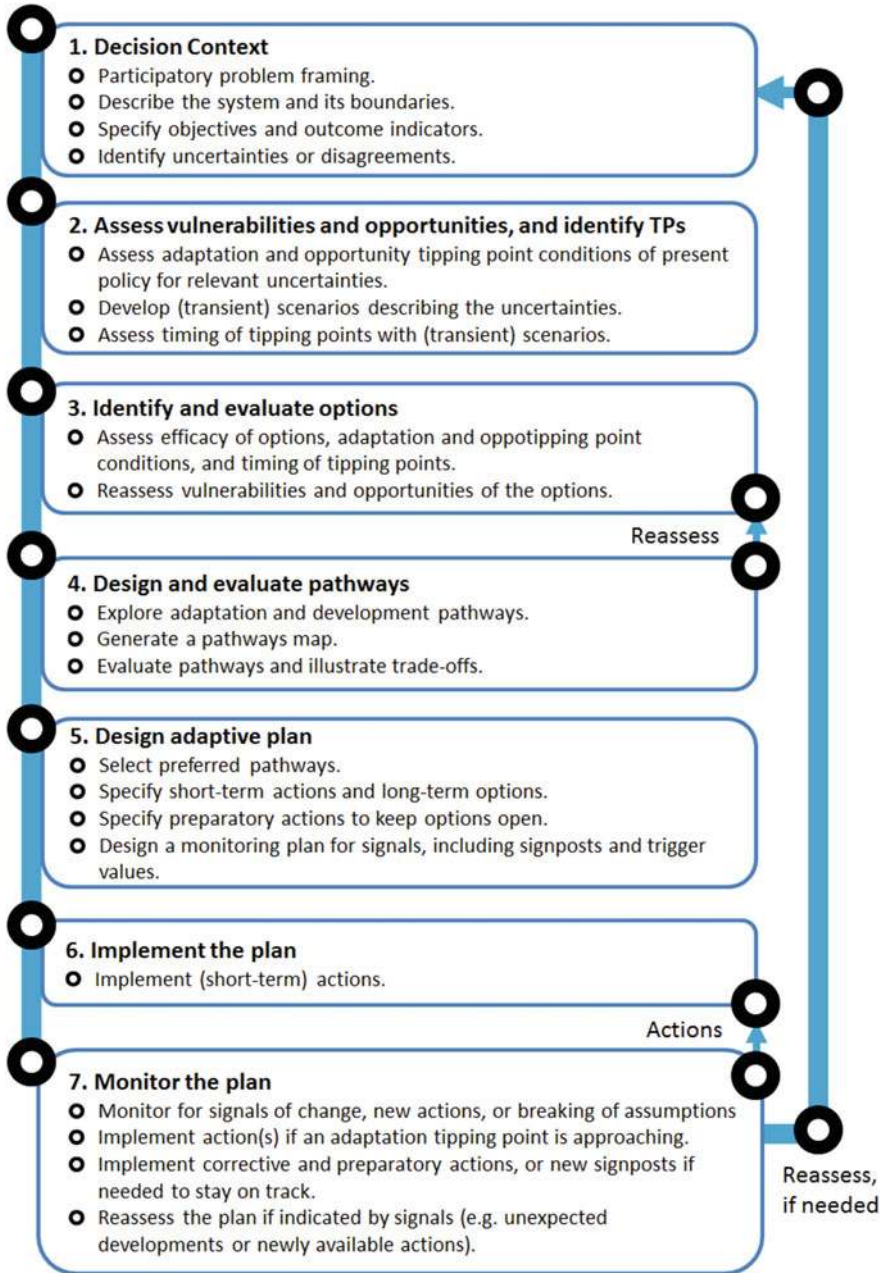 1. Decision Context
Participatory problem framing.
Describe the system and its boundaries.
Specify objectives and outcome indicators.
Identify uncertainties or disagreements.
2. Assess vulnerabilities and opportunities, and identify TPs
Assess adaptation and opportunity tipping point conditions of present
policy for relevant uncertainties.
Develop (transient) scenarios describing the uncertainties.
Assess timing of tipping points with (transient) scenarios.
3. Identify and evaluate options
Assess efficacy of options, adaptation and oppotipping point
conditions, and timing of tipping points.
Reassess vulnerabilities and opportunities of the options.
Reassess
4. Design and evaluate pathways
Explore adaptation and development pathways.
Generate a pathways map.
Evaluate pathways and illustrate trade-offs.
5. Design adaptive plan
Select preferred pathways.
Specify short-term actions and long-term options.
Specify preparatory actions to keep options open.
Design a monitoring plan for signals, including signposts and trigger
values.
6. Implement the plan
Implement (short-term) actions.
Actions
7. Monitor the plan
Monitor for signals of change, new actions, or breaking of assumptions
Implement action(s) if an adaptation tipping point is approaching.
Implement corrective and preparatory actions, or new signposts if
needed to stay on track.
Reassess the plan if indicated by signals (e.g. unexpected
developments or newly available actions).
Reassess,
if needed